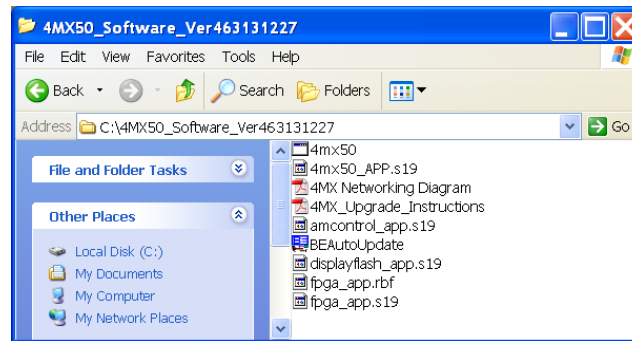 4MX50_Software_Ver463131227
File Edit View Favorites Tools Help
Back Search Folders
Address C:\4MX50_Software_Ver463131227 Go
File and Folder Tasks
Other Places
Local Disk (C:)
My Documents
My Computer
My Network Places
4mx50
4mx50_APP.s19
4MX Networking Diagram
4MX_Upgrade_Instructions
amcontrol_app.s19
BEAutoUpdate
displayflash_app.s19
fpga_app.rbf
fpga_app.s19